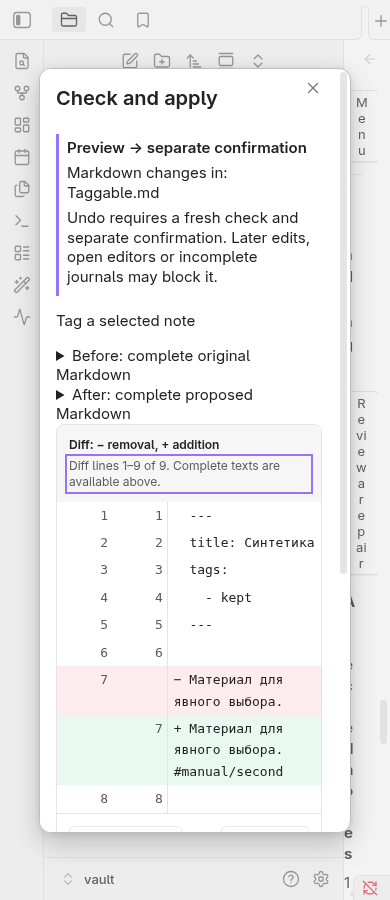 Check and apply
Preview → separate confirmation
Markdown changes in:
Taggable.md
Undo requires a fresh check and
separate confirmation. Later edits,
open editors or incomplete
journals may block it.
Tag a selected note
▶ Before: complete original
Markdown
▶ After: complete proposed
Markdown
Diff: − removal, + addition
Diff lines 1–9 of 9. Complete texts are
available above.
1 1 ---
2 2 title: Синтетика
3 3 tags:
4 4 - kept
5 5 ---
6 6
7 − Материал для
явного выбора.
7 + Материал для
явного выбора.
#manual/second
8 8
M
e
n
u
R
e
v
i
e
w
a
r
e
p
a
ir
vault